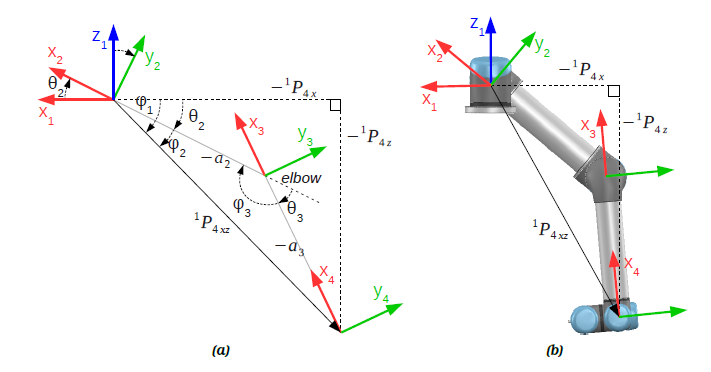 Z₁
X₂
y₂
θ₂
X₁
−¹P₄ₓ
φ₁
θ₂
φ₂
X₃
y₃
−¹P₄z
−a₂
elbow
φ₃
θ₃
¹P₄xz
−a₃
X₄
y₄
(a)
Z₁
X₂
y₂
X₁
−¹P₄ₓ
X₃
−¹P₄z
¹P₄xz
X₄
(b)